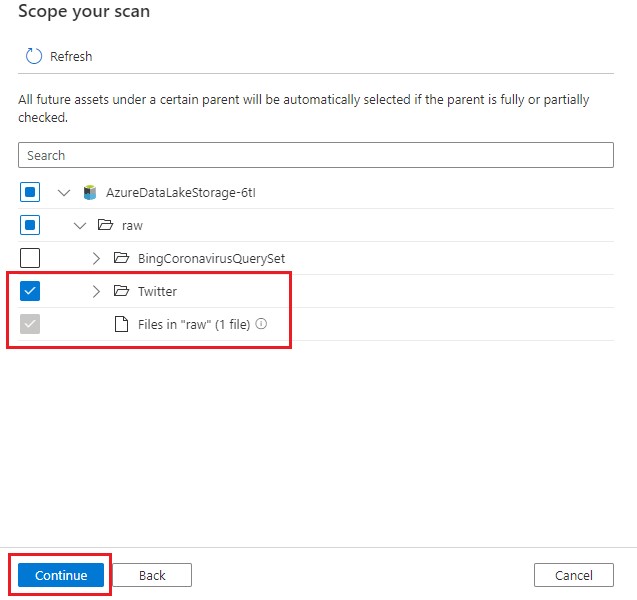 Scope your scan
Refresh
All future assets under a certain parent will be automatically selected if the parent is fully or partially
checked.
Search
AzureDataLakeStorage-6tl
raw
BingCoronavirusQuerySet
Twitter
Files in "raw" (1 file)
Continue
Back
Cancel